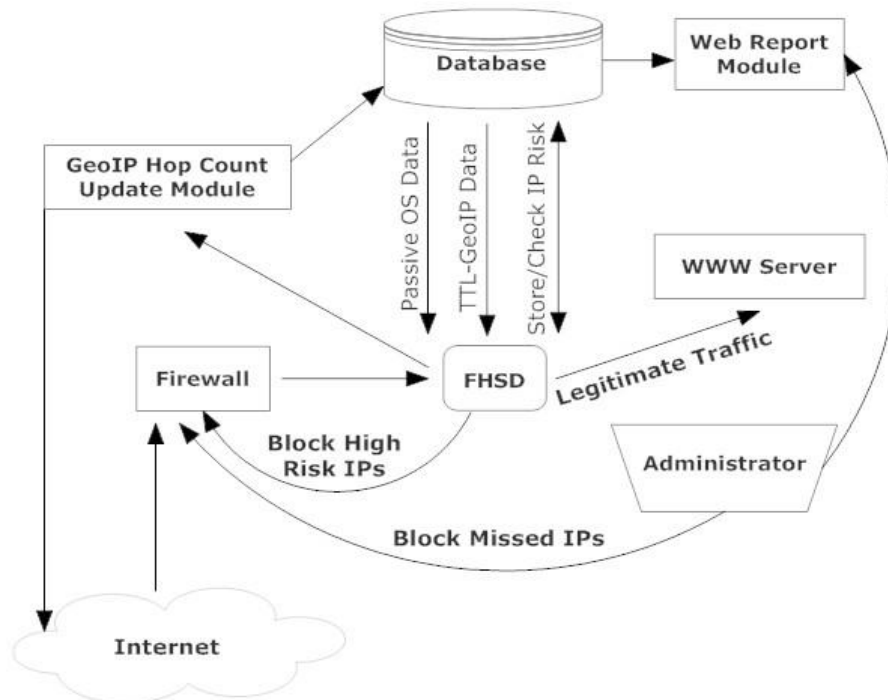 Database
Web Report
Module
GeoIP Hop Count
Update Module
Passive OS Data
TTL-GeoIP Data
Store/Check IP Risk
WWW Server
Firewall
FHSD
Legitimate Traffic
Block High
Risk IPs
Administrator
Block Missed IPs
Internet